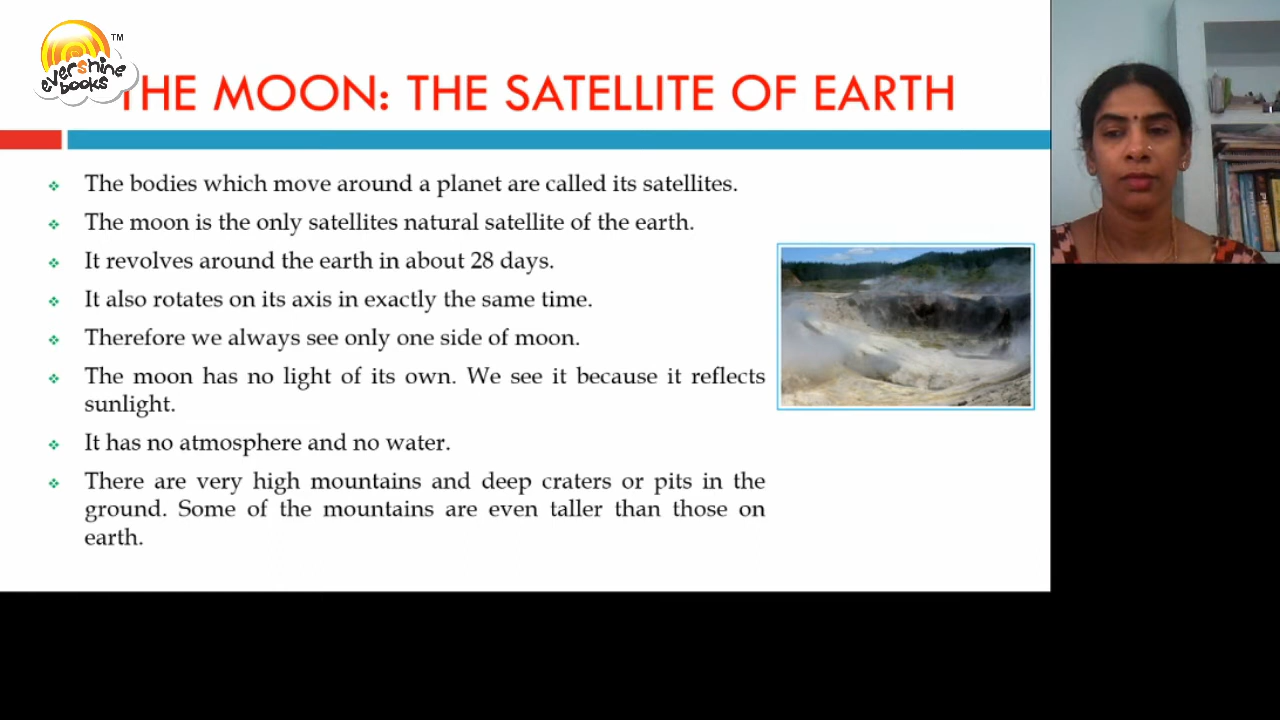 evershine
books
TM
THE MOON: THE SATELLITE OF EARTH
The bodies which move around a planet are called its satellites.
The moon is the only satellites natural satellite of the earth.
It revolves around the earth in about 28 days.
It also rotates on its axis in exactly the same time.
Therefore we always see only one side of moon.
The moon has no light of its own. We see it because it reflects
sunlight.
It has no atmosphere and no water.
There are very high mountains and deep craters or pits in the
ground. Some of the mountains are even taller than those on
earth.